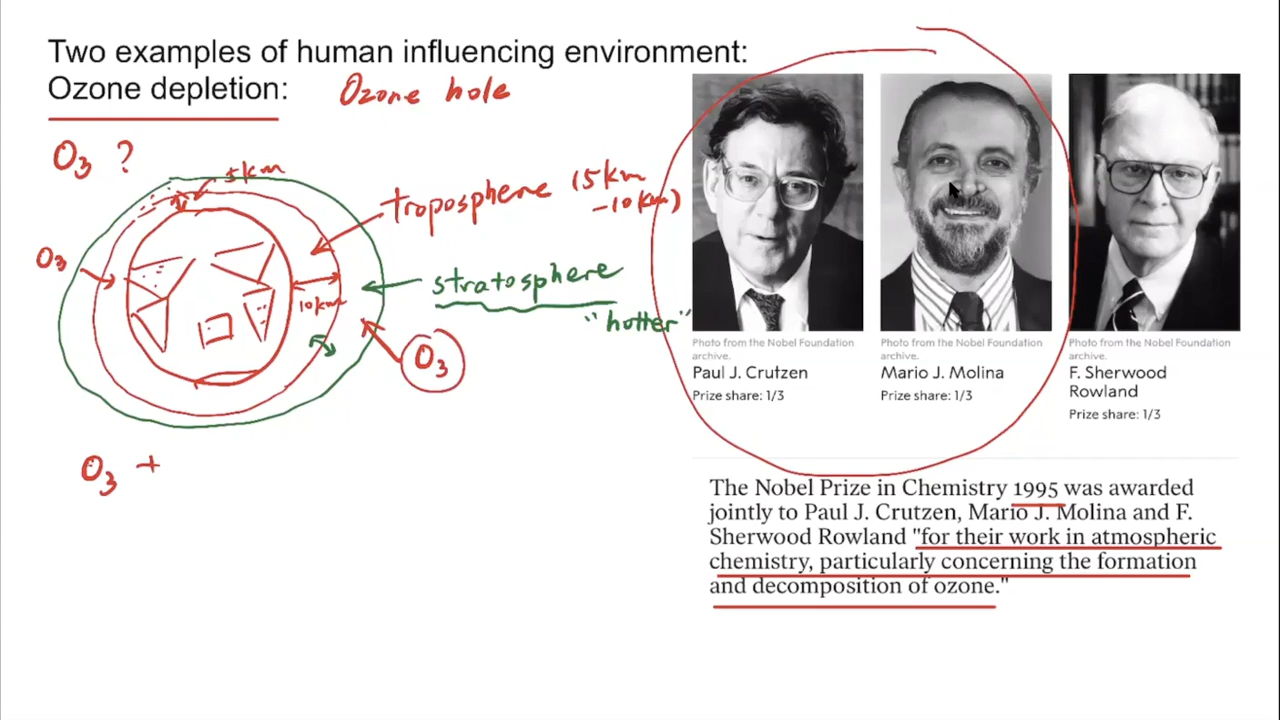 Two examples of human influencing environment:
Ozone depletion: Ozone hole
O3 ?
5km
troposphere (5km
-10km)
O3
stratosphere
10km
"hotter"
O3
O3 +
Photo from the Nobel Foundation
archive.
Paul J. Crutzen
Prize share: 1/3
Photo from the Nobel Foundation
archive.
Mario J. Molina
Prize share: 1/3
Photo from the Nobel Foundation
archive.
F. Sherwood
Rowland
Prize share: 1/3
The Nobel Prize in Chemistry 1995 was awarded
jointly to Paul J. Crutzen, Mario J. Molina and F.
Sherwood Rowland "for their work in atmospheric
chemistry, particularly concerning the formation
and decomposition of ozone."